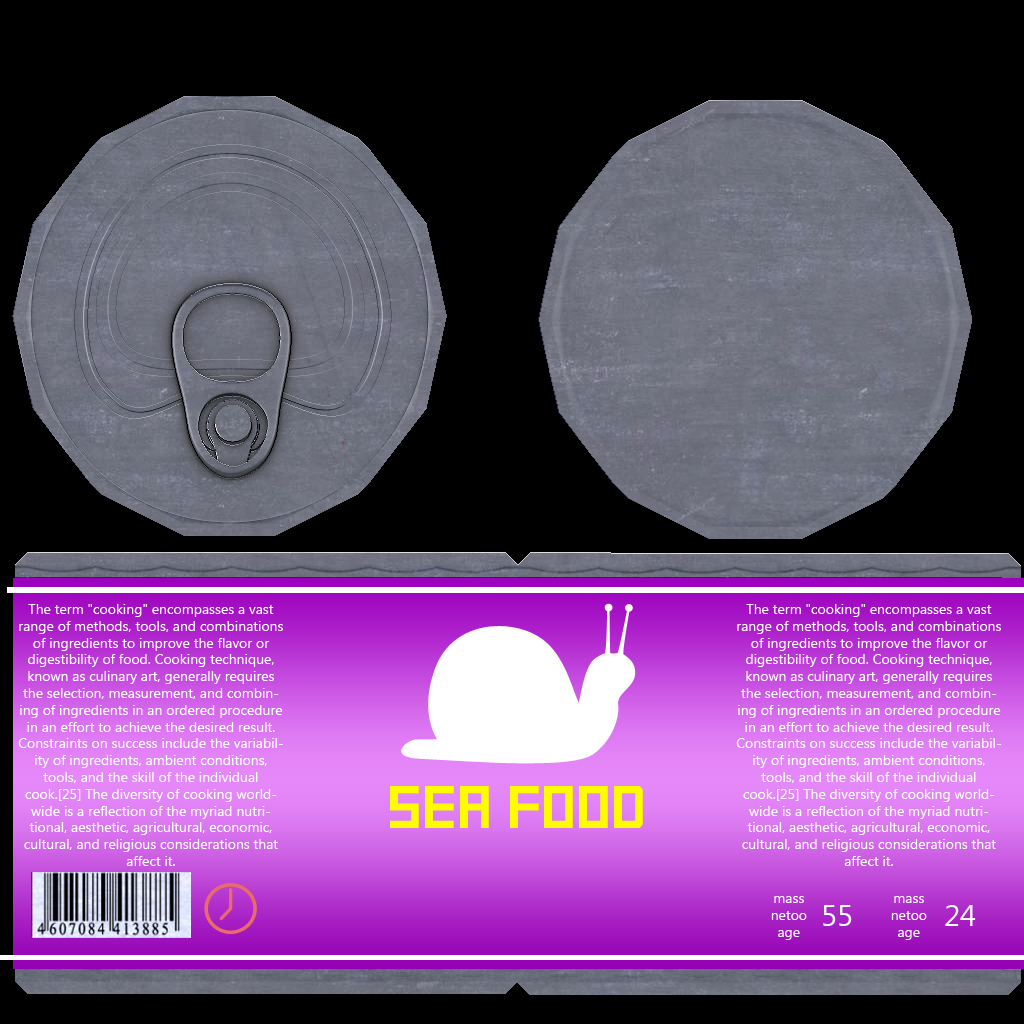 The term "cooking" encompasses a vast
range of methods, tools, and combinations
of ingredients to improve the flavor or
digestibility of food. Cooking technique,
known as culinary art, generally requires
the selection, measurement, and combin-
ing of ingredients in an ordered procedure
in an effort to achieve the desired result.
Constraints on success include the variabil-
ity of ingredients, ambient conditions,
tools, and the skill of the individual
cook.[25] The diversity of cooking world-
wide is a reflection of the myriad nutri-
tional, aesthetic, agricultural, economic,
cultural, and religious considerations that
affect it.
4607084 413885
SEA FOOD
The term "cooking" encompasses a vast
range of methods, tools, and combinations
of ingredients to improve the flavor or
digestibility of food. Cooking technique,
known as culinary art, generally requires
the selection, measurement, and combin-
ing of ingredients in an ordered procedure
in an effort to achieve the desired result.
Constraints on success include the variabil-
ity of ingredients, ambient conditions,
tools, and the skill of the individual
cook.[25] The diversity of cooking world-
wide is a reflection of the myriad nutri-
tional, aesthetic, agricultural, economic,
cultural, and religious considerations that
affect it.
mass
netoo
age
55
mass
netoo
age
24